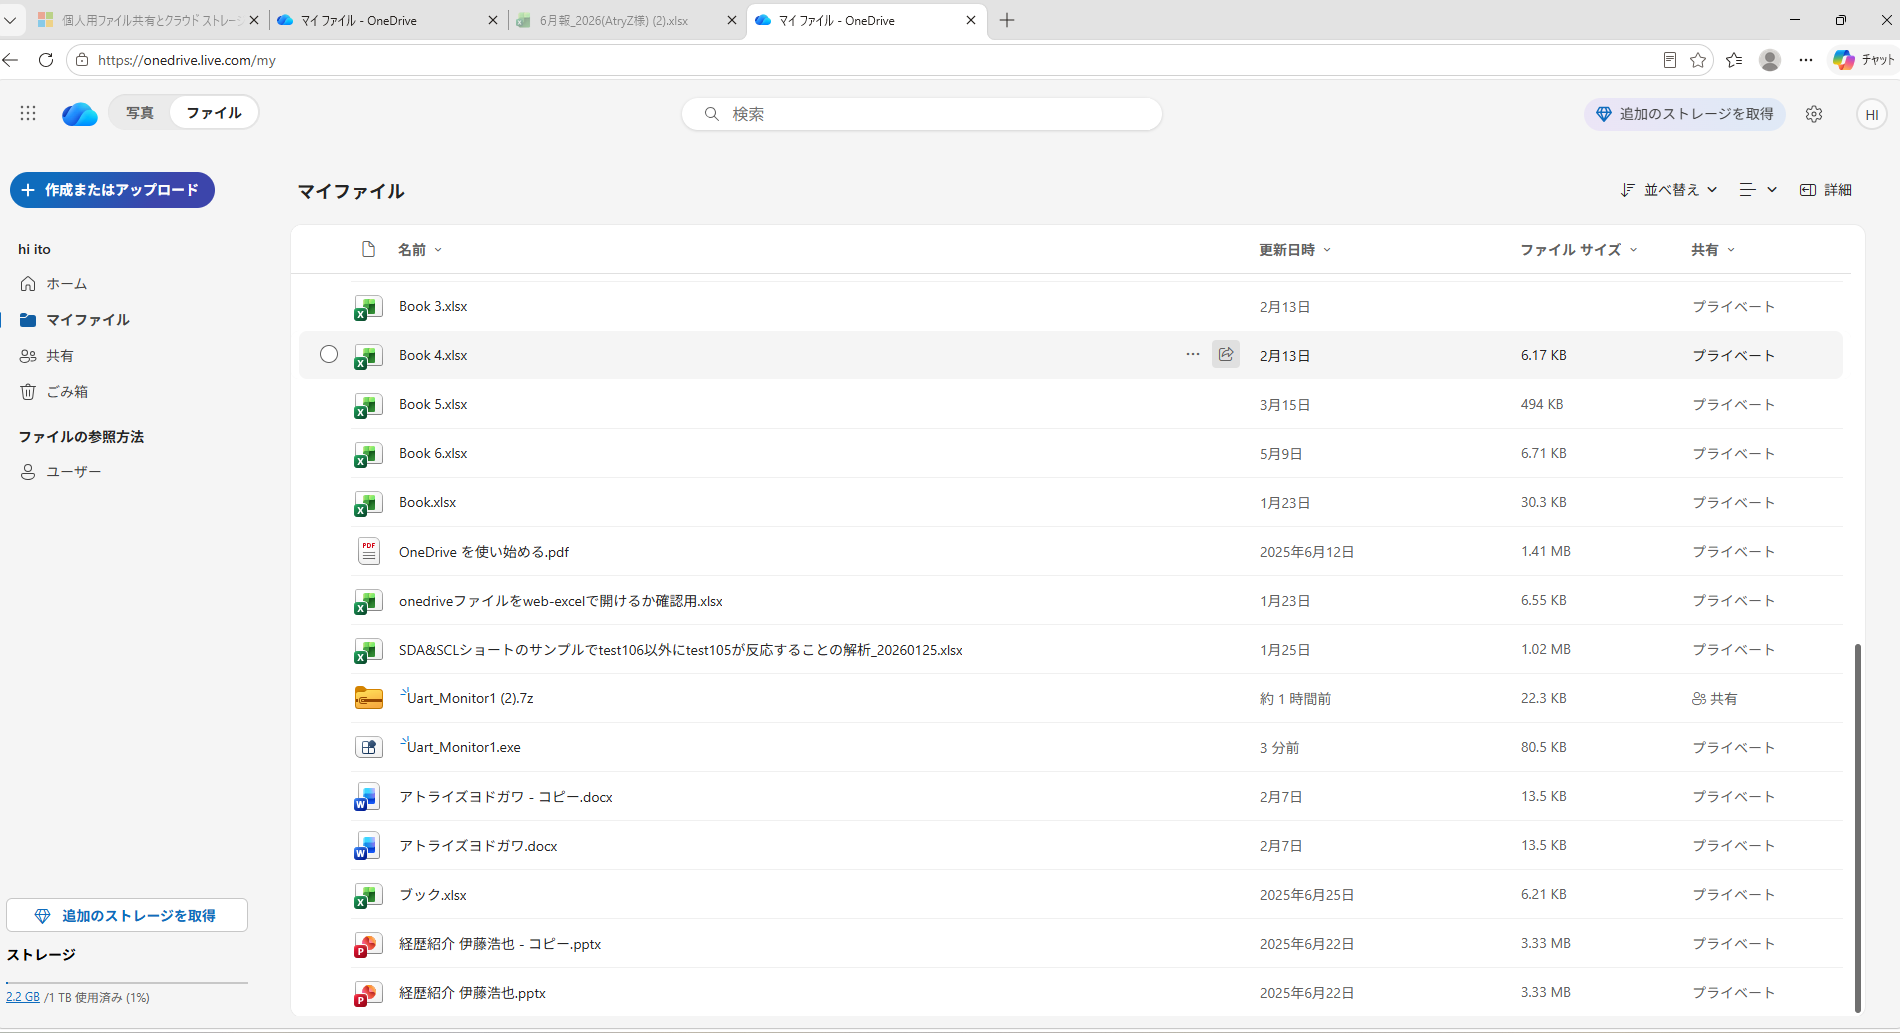 個人用ファイル共有とクラウド ストレージ
マイ ファイル - OneDrive
6月報_2026(AtryZ様) (2).xlsx
マイ ファイル - OneDrive
https://onedrive.live.com/my
チャット
写真
ファイル
検索
追加のストレージを取得
HI
作成またはアップロード
マイファイル
並べ替え
詳細
hi ito
ホーム
マイファイル
共有
ごみ箱
ファイルの参照方法
ユーザー
名前 更新日時 ファイル サイズ 共有
Book 3.xlsx 2月13日 プライベート
Book 4.xlsx 2月13日 6.17 KB プライベート
Book 5.xlsx 3月15日 494 KB プライベート
Book 6.xlsx 5月9日 6.71 KB プライベート
Book.xlsx 1月23日 30.3 KB プライベート
PDF OneDrive を使い始める.pdf 2025年6月12日 1.41 MB プライベート
onedriveファイルをweb-excelで開けるか確認用.xlsx 1月23日 6.55 KB プライベート
SDA&SCLショートのサンプルでtest106以外にtest105が反応することの解析_20260125.xlsx 1月25日 1.02 MB プライベート
Uart_Monitor1 (2).7z 約 1 時間前 22.3 KB 共有
Uart_Monitor1.exe 3 分前 80.5 KB プライベート
アトライズヨドガワ - コピー.docx 2月7日 13.5 KB プライベート
アトライズヨドガワ.docx 2月7日 13.5 KB プライベート
ブック.xlsx 2025年6月25日 6.21 KB プライベート
経歴紹介 伊藤浩也 - コピー.pptx 2025年6月22日 3.33 MB プライベート
経歴紹介 伊藤浩也.pptx 2025年6月22日 3.33 MB プライベート
追加のストレージを取得
ストレージ
2.2 GB /1 TB 使用済み (1%)